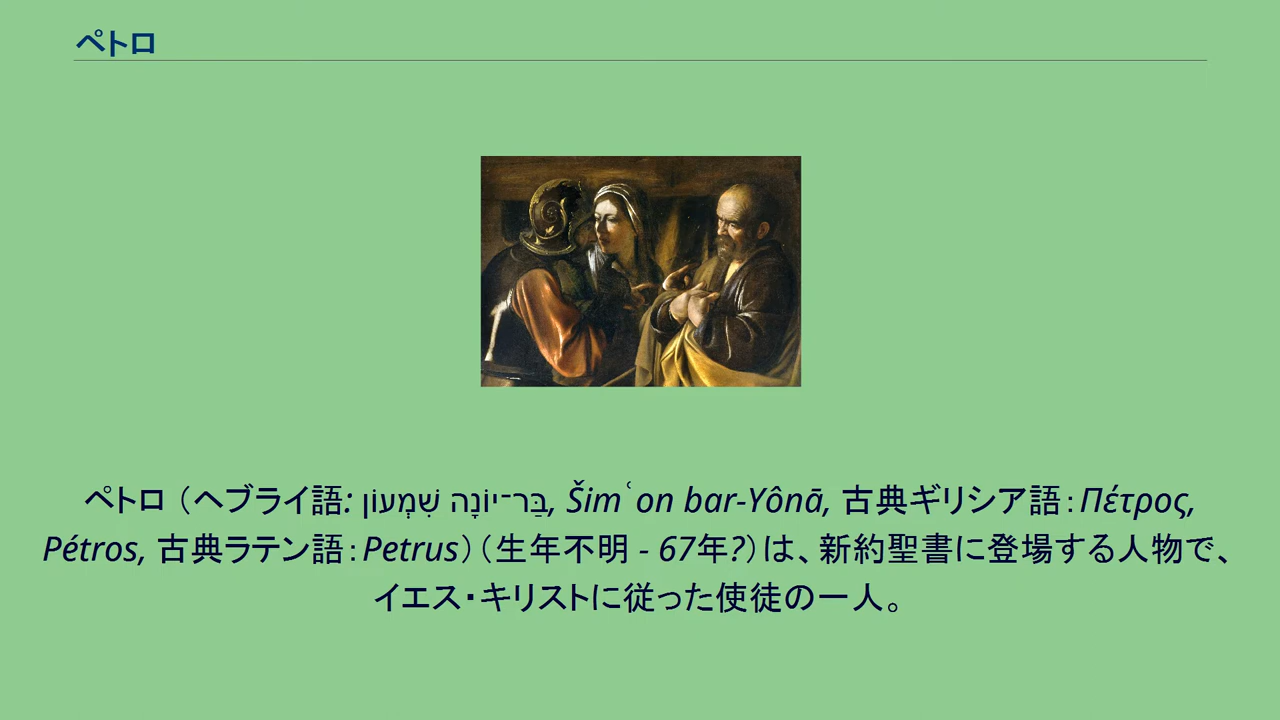 ペトロ
ペトロ（ヘブライ語: בַּר־יוֹנָה שִׁמְעוֹן, Šimʿon bar-Yônā, 古典ギリシア語：Πέτρος,
Pétros, 古典ラテン語：Petrus）（生年不明 - 67年?）は、新約聖書に登場する人物で、
イエス・キリストに従った使徒の一人。